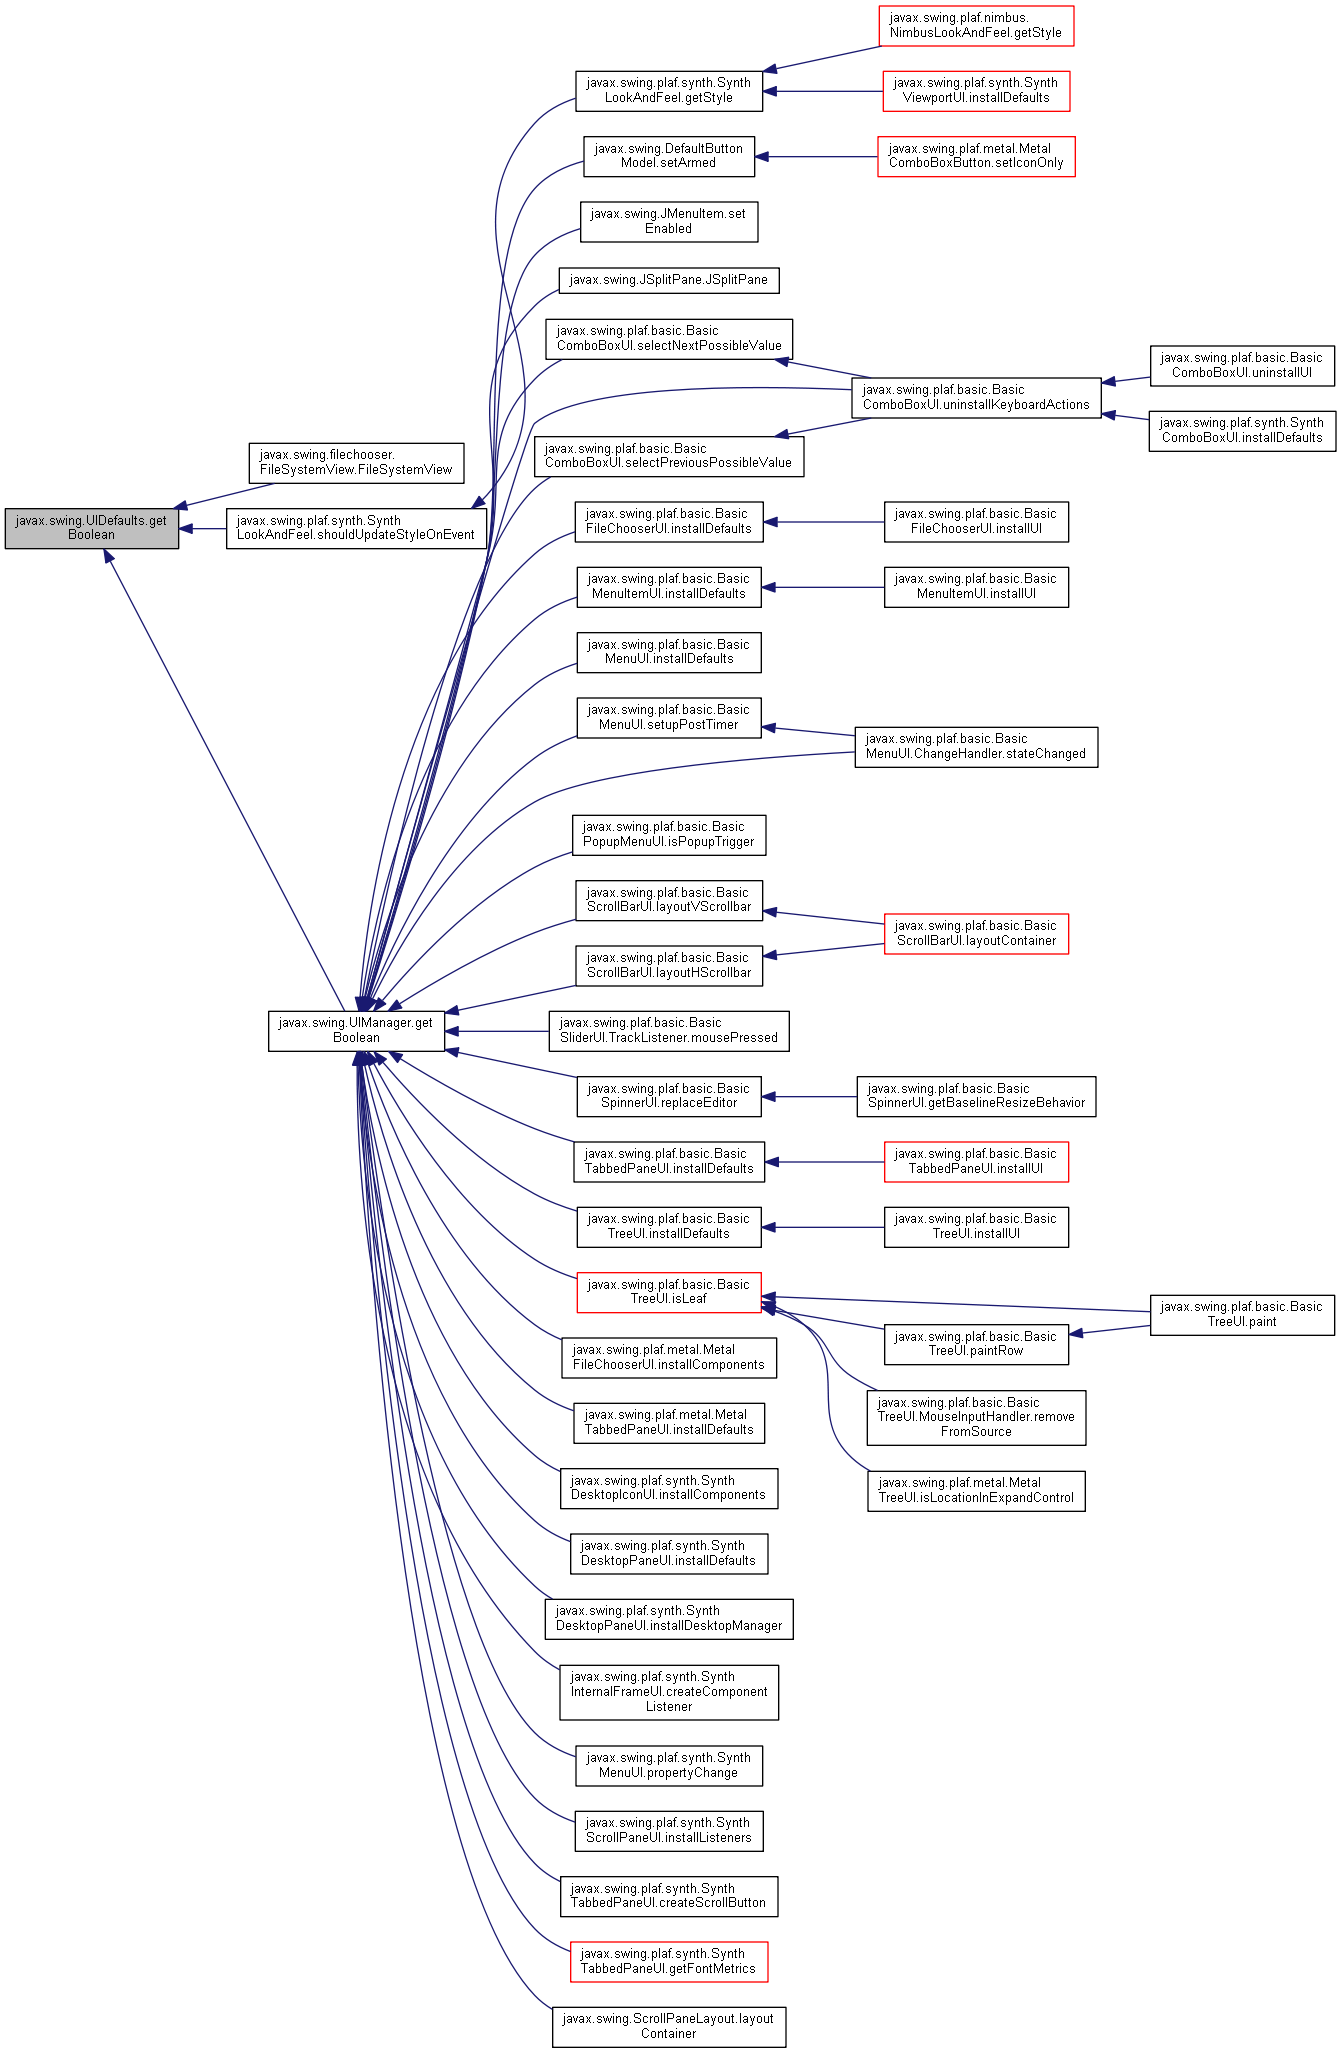 javax.swing.UIDefaults.get
Boolean
javax.swing.filechooser.
FileSystemView.FileSystemView
javax.swing.plaf.synth.Synth
LookAndFeel.shouldUpdateStyleOnEvent
javax.swing.UIManager.get
Boolean
javax.swing.plaf.synth.Synth
LookAndFeel.getStyle
javax.swing.plaf.nimbus.
NimbusLookAndFeel.getStyle
javax.swing.plaf.synth.Synth
ViewportUI.installDefaults
javax.swing.DefaultButton
Model.setArmed
javax.swing.plaf.metal.Metal
ComboBoxButton.setIconOnly
javax.swing.JMenuItem.set
Enabled
javax.swing.JSplitPane.JSplitPane
javax.swing.plaf.basic.Basic
ComboBoxUI.selectNextPossibleValue
javax.swing.plaf.basic.Basic
ComboBoxUI.uninstallKeyboardActions
javax.swing.plaf.basic.Basic
ComboBoxUI.uninstallUI
javax.swing.plaf.synth.Synth
ComboBoxUI.installDefaults
javax.swing.plaf.basic.Basic
ComboBoxUI.selectPreviousPossibleValue
javax.swing.plaf.basic.Basic
FileChooserUI.installDefaults
javax.swing.plaf.basic.Basic
FileChooserUI.installUI
javax.swing.plaf.basic.Basic
MenuItemUI.installDefaults
javax.swing.plaf.basic.Basic
MenuItemUI.installUI
javax.swing.plaf.basic.Basic
MenuUI.installDefaults
javax.swing.plaf.basic.Basic
MenuUI.setupPostTimer
javax.swing.plaf.basic.Basic
MenuUI.ChangeHandler.stateChanged
javax.swing.plaf.basic.Basic
PopupMenuUI.isPopupTrigger
javax.swing.plaf.basic.Basic
ScrollBarUI.layoutVScrollbar
javax.swing.plaf.basic.Basic
ScrollBarUI.layoutContainer
javax.swing.plaf.basic.Basic
ScrollBarUI.layoutHScrollbar
javax.swing.plaf.basic.Basic
SliderUI.TrackListener.mousePressed
javax.swing.plaf.basic.Basic
SpinnerUI.replaceEditor
javax.swing.plaf.basic.Basic
SpinnerUI.getBaselineResizeBehavior
javax.swing.plaf.basic.Basic
TabbedPaneUI.installDefaults
javax.swing.plaf.basic.Basic
TabbedPaneUI.installUI
javax.swing.plaf.basic.Basic
TreeUI.installDefaults
javax.swing.plaf.basic.Basic
TreeUI.installUI
javax.swing.plaf.basic.Basic
TreeUI.isLeaf
javax.swing.plaf.basic.Basic
TreeUI.paint
javax.swing.plaf.basic.Basic
TreeUI.paintRow
javax.swing.plaf.basic.Basic
TreeUI.MouseInputHandler.remove
FromSource
javax.swing.plaf.metal.Metal
TreeUI.isLocationInExpandControl
javax.swing.plaf.metal.Metal
FileChooserUI.installComponents
javax.swing.plaf.metal.Metal
TabbedPaneUI.installDefaults
javax.swing.plaf.synth.Synth
DesktopIconUI.installComponents
javax.swing.plaf.synth.Synth
DesktopPaneUI.installDefaults
javax.swing.plaf.synth.Synth
DesktopPaneUI.installDesktopManager
javax.swing.plaf.synth.Synth
InternalFrameUI.createComponent
Listener
javax.swing.plaf.synth.Synth
MenuUI.propertyChange
javax.swing.plaf.synth.Synth
ScrollPaneUI.installListeners
javax.swing.plaf.synth.Synth
TabbedPaneUI.createScrollButton
javax.swing.plaf.synth.Synth
TabbedPaneUI.getFontMetrics
javax.swing.ScrollPaneLayout.layout
Container